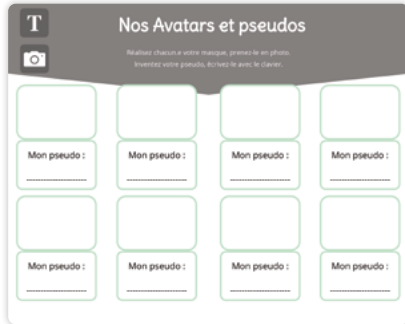 T
Nos Avatars et pseudos
Réalisez chacun.e votre masque, prenez-le en photo.
Inventez votre pseudo, écrivez-le avec le clavier.
Mon pseudo : Mon pseudo : Mon pseudo : Mon pseudo :
Mon pseudo : Mon pseudo : Mon pseudo : Mon pseudo :